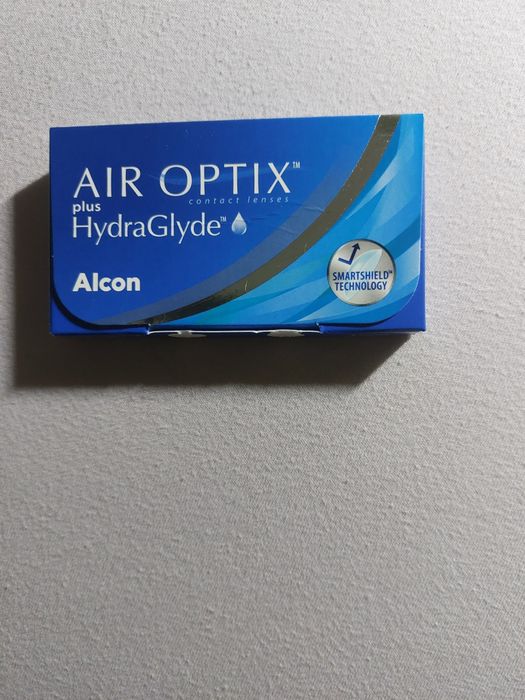 AIR OPTIX™
contact lenses
plus
HydraGlyde™
Alcon
SMARTSHIELD™
TECHNOLOGY